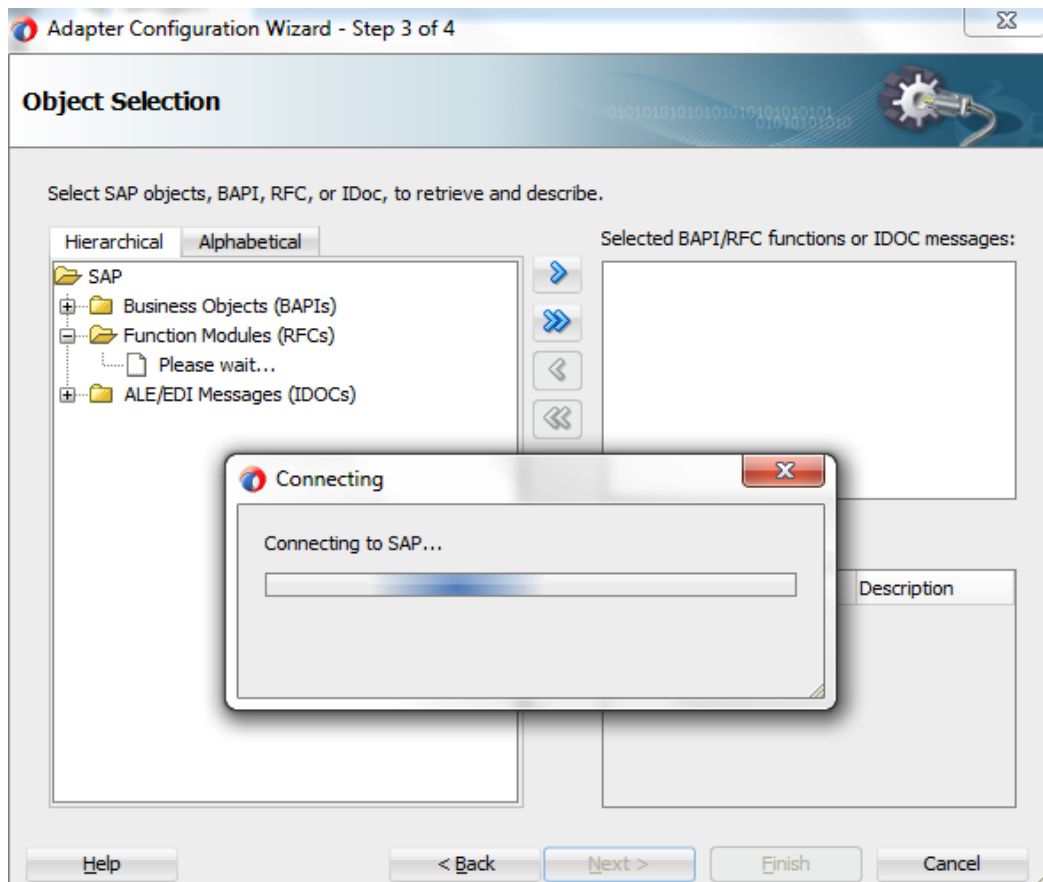 Adapter Configuration Wizard - Step 3 of 4
Object Selection
Select SAP objects, BAPI, RFC, or IDoc, to retrieve and describe.
Hierarchical Alphabetical
Selected BAPI/RFC functions or IDOC messages:
SAP
Business Objects (BAPIs)
Function Modules (RFCs)
Please wait...
ALE/EDI Messages (IDOCs)
Connecting
Connecting to SAP...
Description
Help < Back Next > Finish Cancel